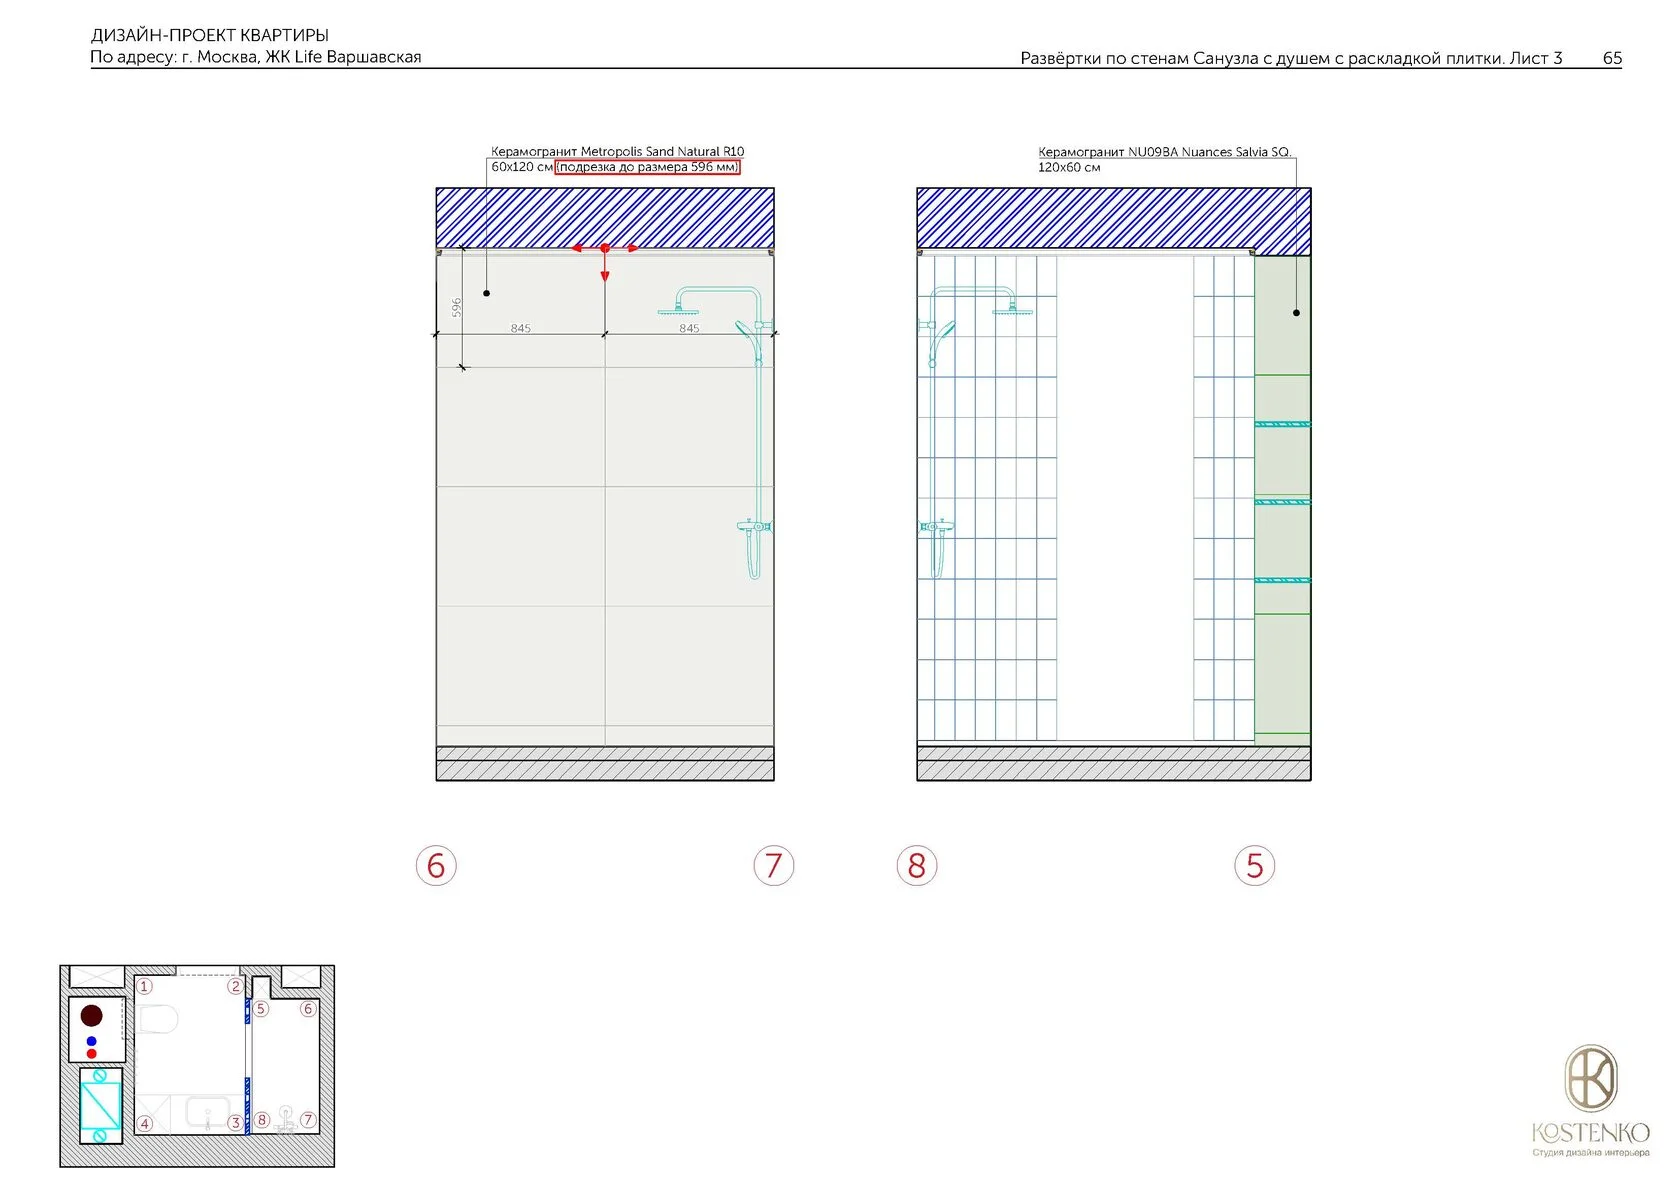 ДИЗАЙН-ПРОЕКТ КВАРТИРЫ
По адресу: г. Москва, ЖК Life Варшавская
Развёртки по стенам Санузла с душем с раскладкой плитки. Лист 3 65
Керамогранит Metropolis Sand Natural R10
60x120 см (подрезка до размера 596 мм)
Керамогранит NU09BA Nuances Salvia SQ.
120x60 см
596
845 845
6 7 8 5
1 2
5 6
4 3 8 7
KOSTENKO
Студия дизайна интерьера